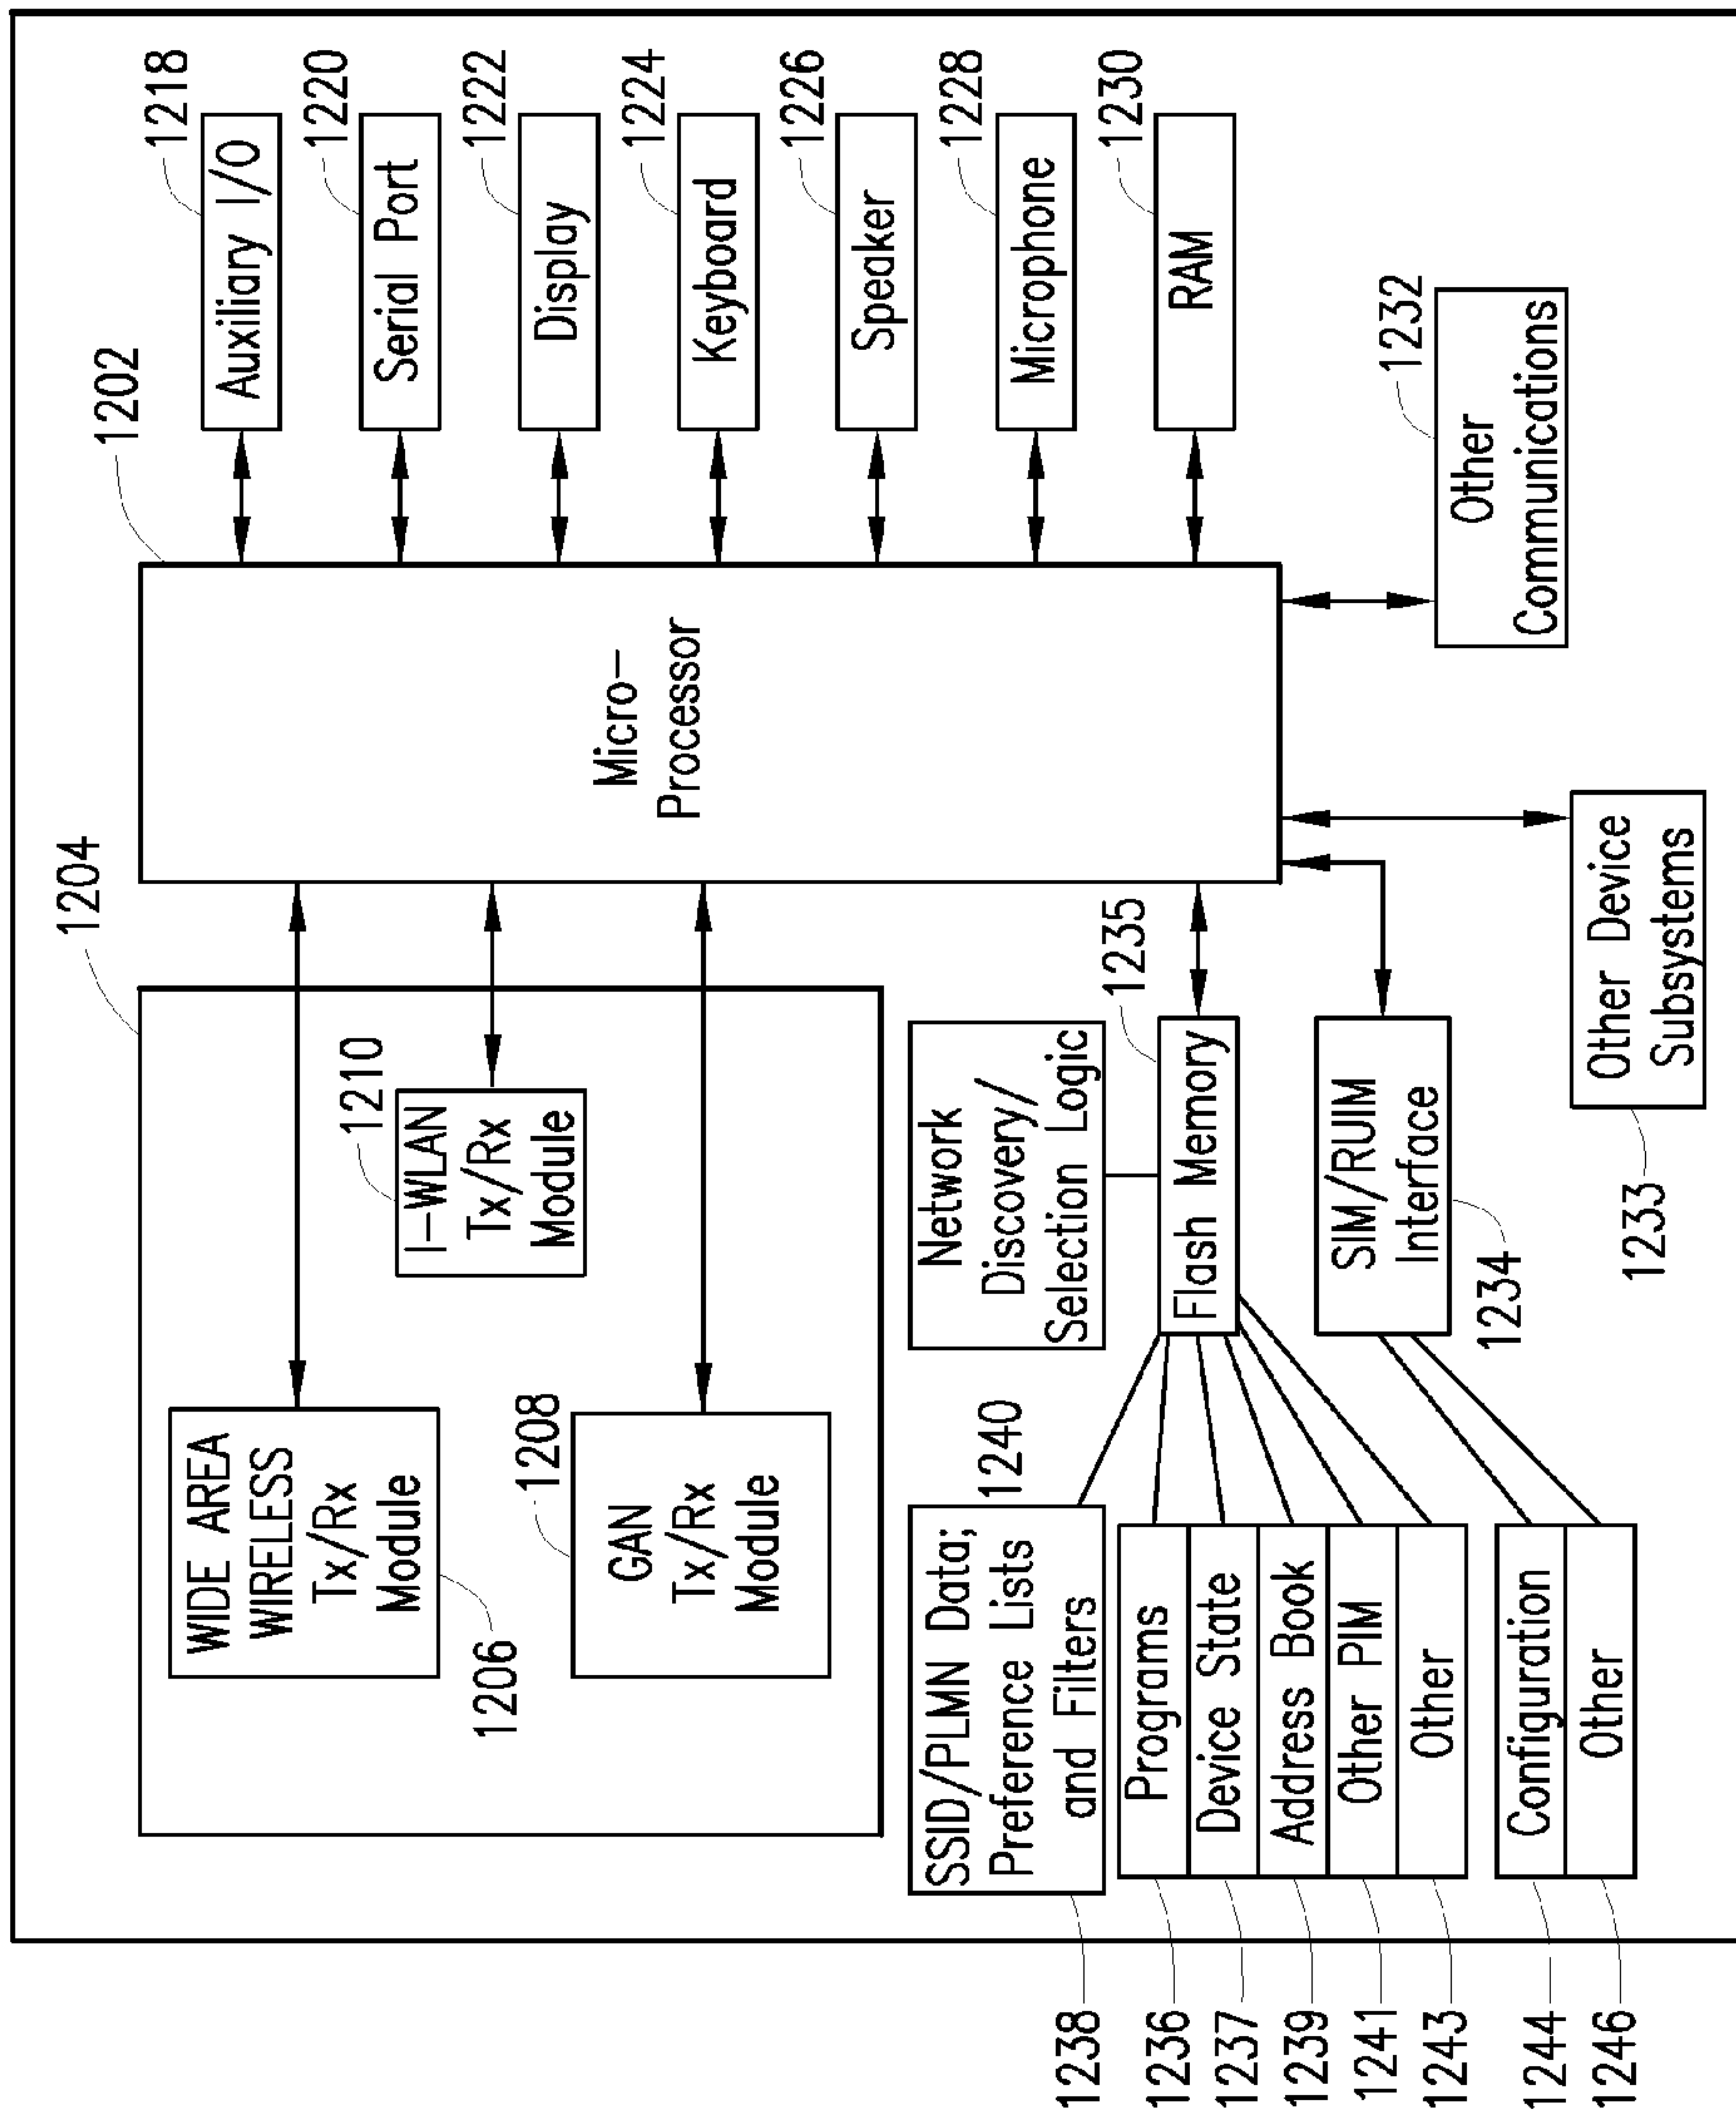 1204
1202
WIDE AREA
WIRELESS
Tx/Rx
Module
1206
I-WLAN
Tx/Rx
Module
1210
GAN
Tx/Rx
Module
1208
Micro-
Processor
Auxiliary I/O
1218
Serial Port
1220
Display
1222
Keyboard
1224
Speaker
1226
Microphone
1228
RAM
1230
Other
Communications
1232
Other Device
Subsystems
1233
Network
Discovery/
Selection Logic
1240
Flash Memory
1235
SIM/RUIM
Interface
1234
SSID/PLMN Data;
Preference Lists
and Filters
1238
Programs
1236
Device State
1237
Address Book
1239
Other PIM
1241
Other
1243
Configuration
1244
Other
1246